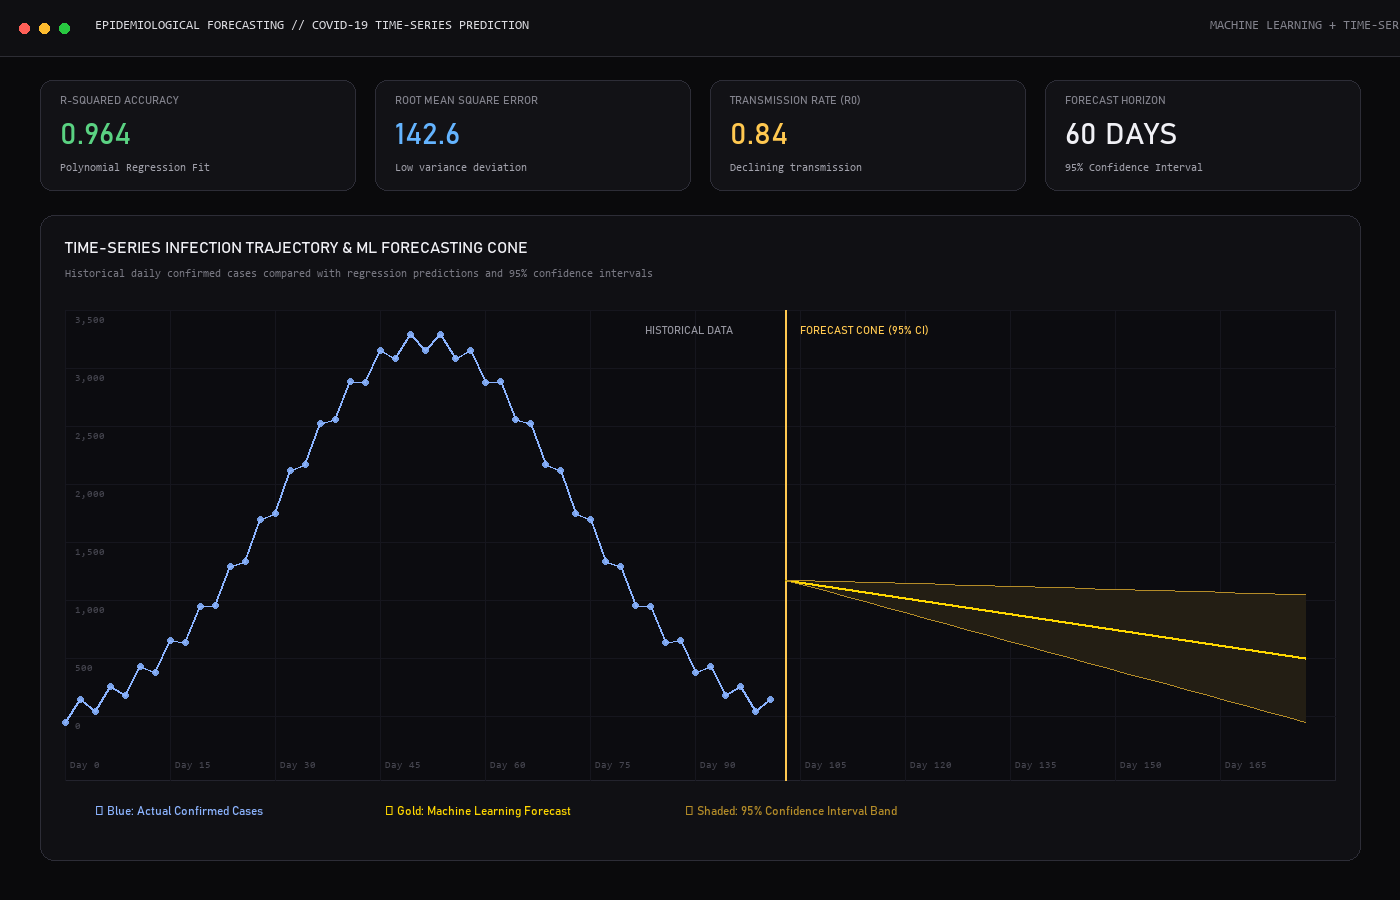 EPIDEMIOLOGICAL FORECASTING // COVID-19 TIME-SERIES PREDICTION
MACHINE LEARNING + TIME-SER
R-SQUARED ACCURACY
0.964
Polynomial Regression Fit
ROOT MEAN SQUARE ERROR
142.6
Low variance deviation
TRANSMISSION RATE (R0)
0.84
Declining transmission
FORECAST HORIZON
60 DAYS
95% Confidence Interval
TIME-SERIES INFECTION TRAJECTORY & ML FORECASTING CONE
Historical daily confirmed cases compared with regression predictions and 95% confidence intervals
3,500
HISTORICAL DATA
FORECAST CONE (95% CI)
3,000
2,500
2,000
1,500
1,000
500
0
Day 0
Day 15
Day 30
Day 45
Day 60
Day 75
Day 90
Day 105
Day 120
Day 135
Day 150
Day 165
Blue: Actual Confirmed Cases
Gold: Machine Learning Forecast
Shaded: 95% Confidence Interval Band